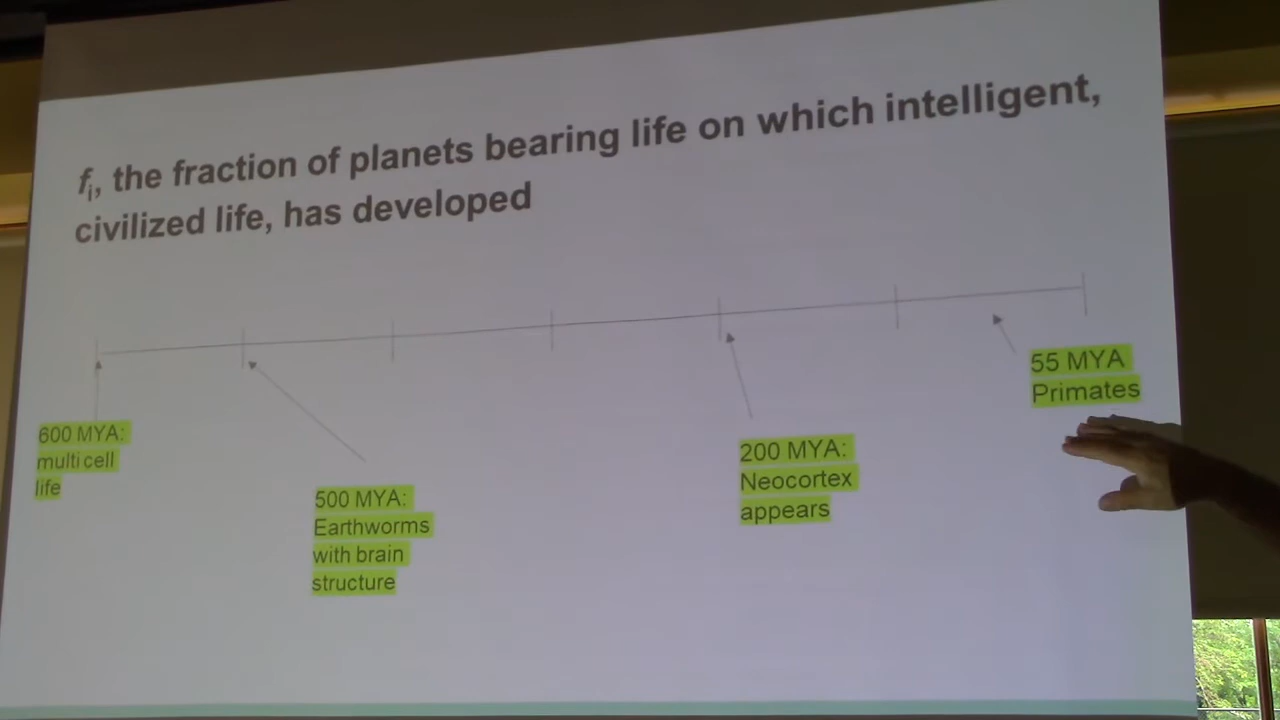 fi, the fraction of planets bearing life on which intelligent,
civilized life, has developed
600 MYA:
multi cell
life
500 MYA:
Earthworms
with brain
structure
200 MYA:
Neocortex
appears
55 MYA
Primates